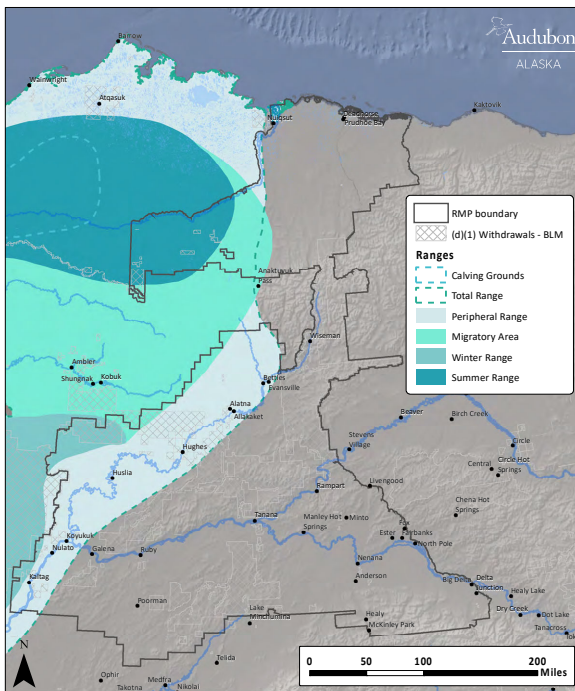 Audubon
ALASKA
Barrow
Wainwright
Atqasuk
Nuiqsut
Deadhorse
Prudhoe Bay
Kaktovik
RMP boundary
(d)(1) Withdrawals - BLM
Ranges
Calving Grounds
Total Range
Peripheral Range
Migratory Area
Winter Range
Summer Range
Anaktuvuk
Pass
Wiseman
Ambler
Shungnak
Kobuk
Bettles
Evansville
Alatna
Allakaket
Hughes
Huslia
Beaver
Birch Creek
Stevens
Village
Circle
Central
Circle Hot
Springs
Livengood
Rampart
Chena Hot
Springs
Tanana
Manley Hot
Springs
Minto
Fox
Ester
Fairbanks
North Pole
Koyukuk
Nulato
Galena
Ruby
Nenana
Anderson
Kaltag
Big Delta
Delta
Junction
Healy Lake
Dry Creek
Dot Lake
Tanacross
Tok
Poorman
Lake
Minchumina
Healy
McKinley Park
Telida
Ophir
Takotna
Medfra
Nikolai
N
0
50
100
200
Miles